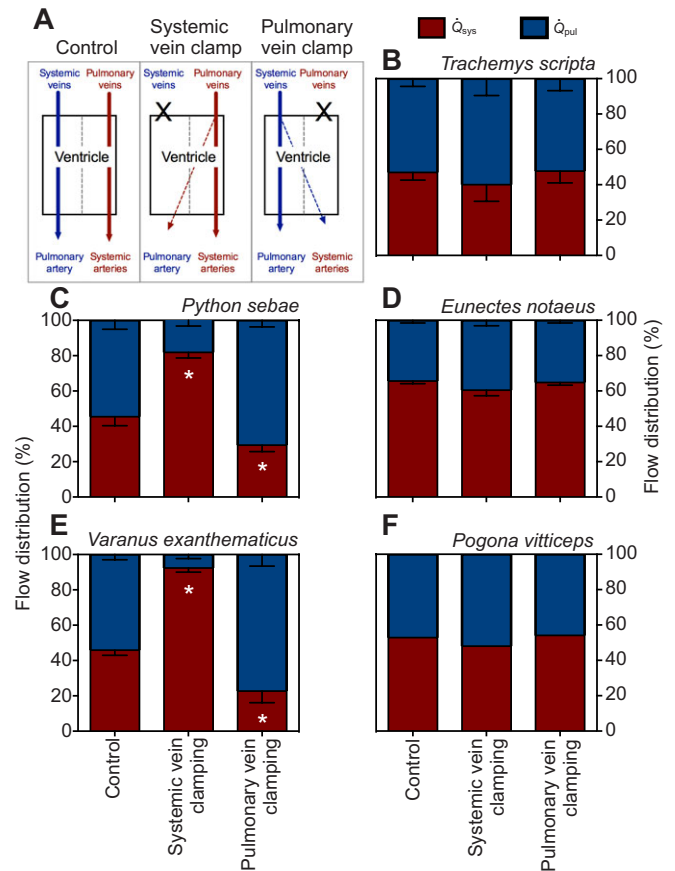 A
Control
Systemic
vein clamp
Pulmonary
vein clamp
Systemic
veins
Pulmonary
veins
Systemic
veins
Pulmonary
veins
Systemic
veins
Pulmonary
veins
X
X
Ventricle
Ventricle
Ventricle
Pulmonary
artery
Systemic
arteries
Pulmonary
artery
Systemic
arteries
Pulmonary
artery
Systemic
arteries
Q̇sys
Q̇pul
B
Trachemys scripta
100
80
60
40
20
0
C
Python sebae
100
80
60
40
20
0
*
*
D
Eunectes notaeus
100
80
60
40
20
0
Flow distribution (%)
Flow distribution (%)
E
Varanus exanthematicus
100
80
60
40
20
0
*
*
Control
Systemic vein
clamping
Pulmonary vein
clamping
F
Pogona vitticeps
100
80
60
40
20
0
Control
Systemic vein
clamping
Pulmonary vein
clamping